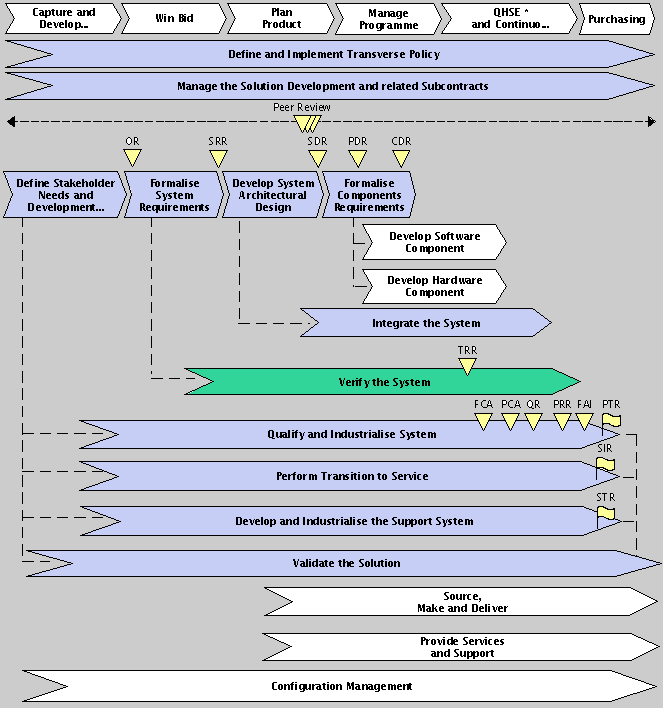 Capture and
Develop...
Win Bid
Plan
Product
Manage
Programme
QHSE *
and Continuo...
Purchasing
Define and Implement Transverse Policy
Manage the Solution Development and related Subcontracts
Peer Review
OR
SRR
SDR
PDR
CDR
Define Stakeholder
Needs and
Development...
Formalise
System
Requirements
Develop System
Architectural
Design
Formalise
Components
Requirements
Develop Software
Component
Develop Hardware
Component
Integrate the System
TRR
Verify the System
FCA
PCA
QR
PRR
FAI
PTR
Qualify and Industrialise System
SIR
Perform Transition to Service
STR
Develop and Industrialise the Support System
Validate the Solution
Source,
Make and Deliver
Provide Services
and Support
Configuration Management